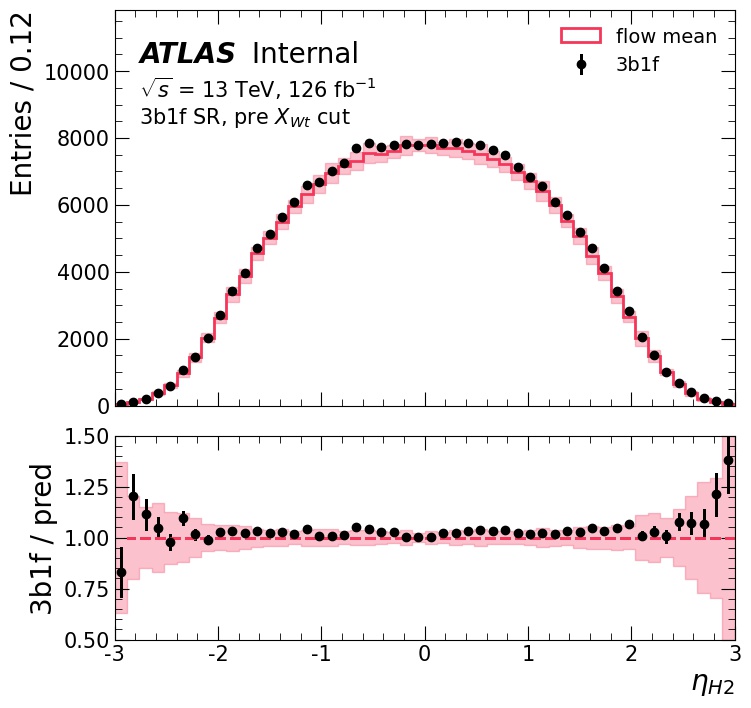 Entries / 0.12
ATLAS Internal
√s = 13 TeV, 126 fb⁻¹
3b1f SR, pre X_Wt cut
flow mean
3b1f
10000
8000
6000
4000
2000
0
3b1f / pred
1.50
1.25
1.00
0.75
0.50
-3 -2 -1 0 1 2 3
η_H2